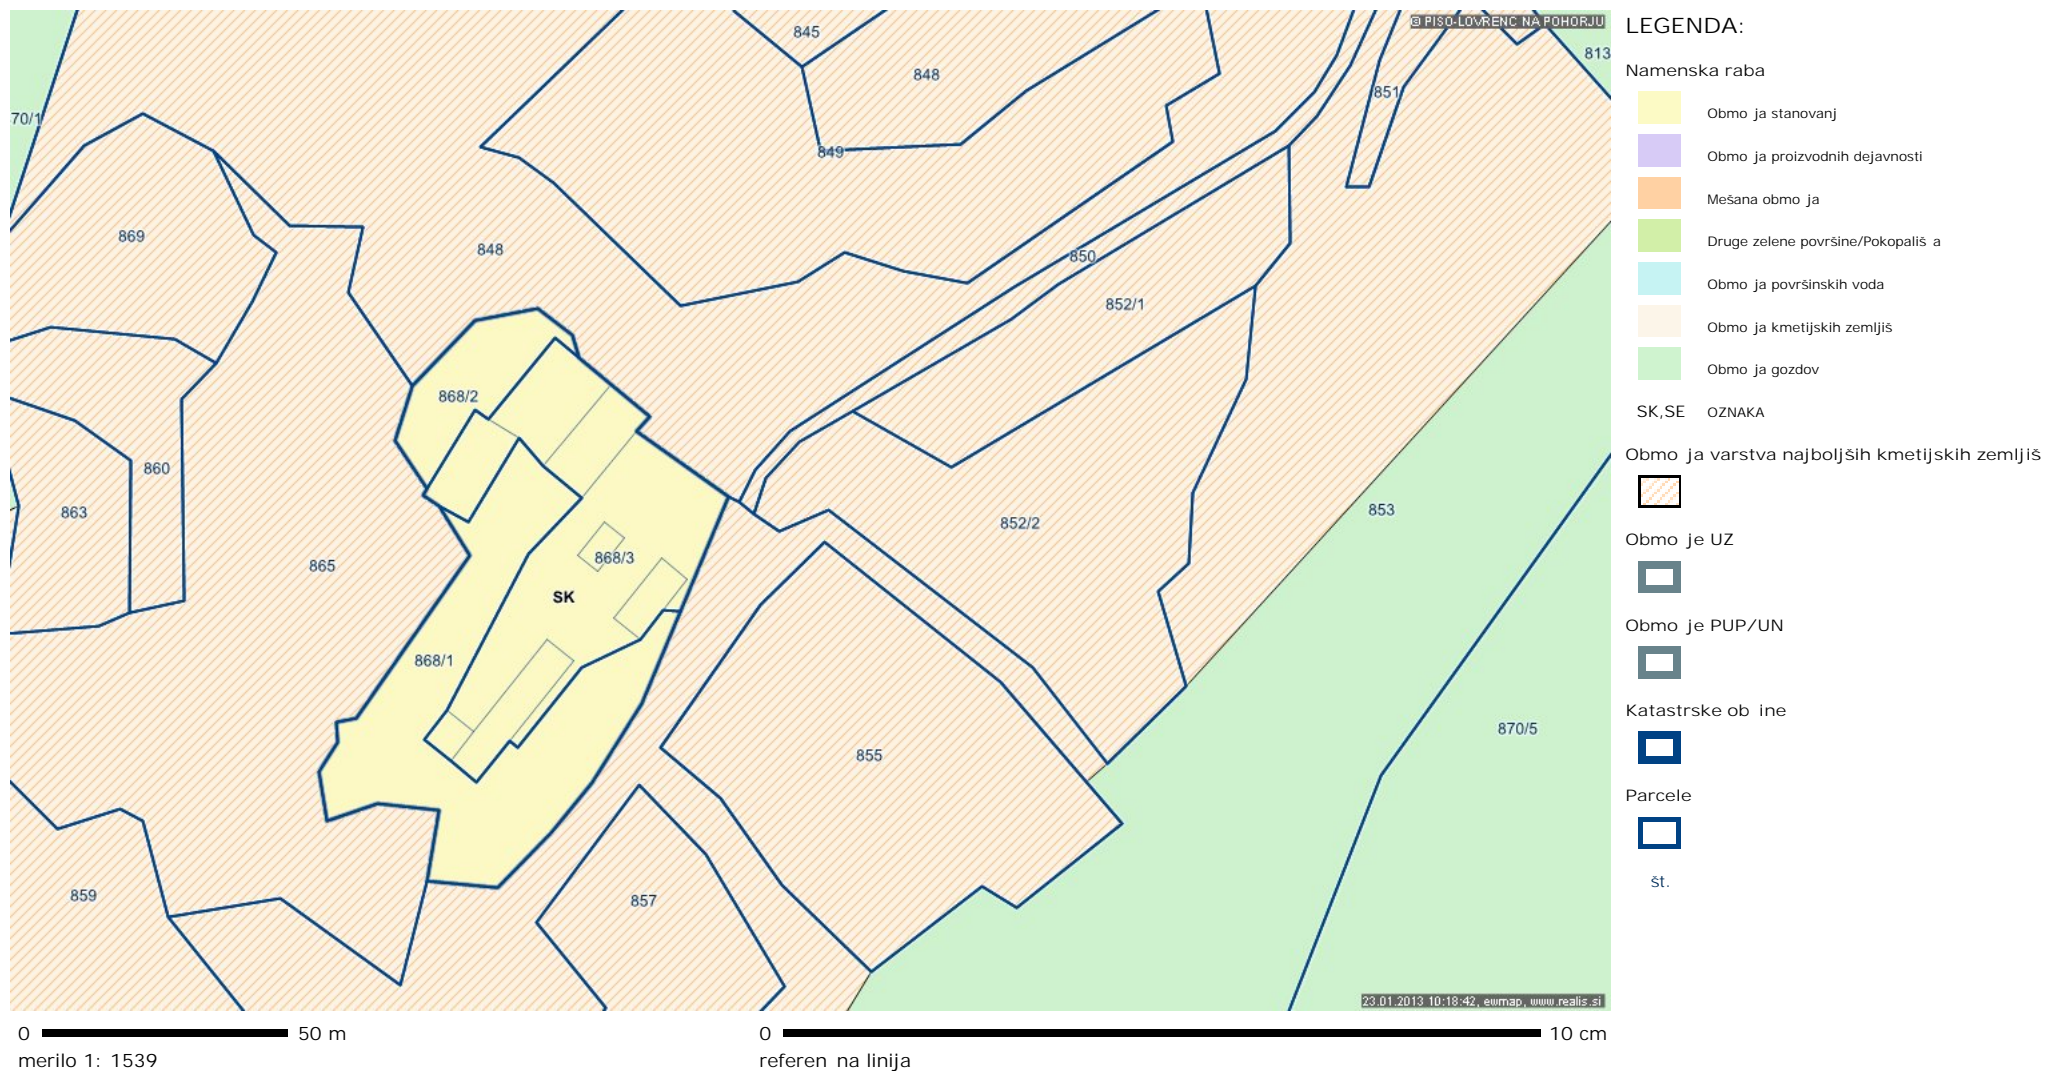 © PISO-LOVRENC NA POHORJU
845
848
813
851
70/1
849
869
848
850
852/1
868/2
860
863
865
852/2
853
868/3
SK
868/1
855
870/5
859
857
23.01.2013 10:18:42, ewmap, www.realis.si
0 50 m
merilo 1: 1539
0 10 cm
referen na linija
LEGENDA:
Namenska raba
Obmo ja stanovanj
Obmo ja proizvodnih dejavnosti
Mešana obmo ja
Druge zelene površine/Pokopališ a
Obmo ja površinskih voda
Obmo ja kmetijskih zemljiš
Obmo ja gozdov
SK,SE OZNAKA
Obmo ja varstva najboljših kmetijskih zemljiš
Obmo je UZ
Obmo je PUP/UN
Katastrske ob ine
Parcele
št.